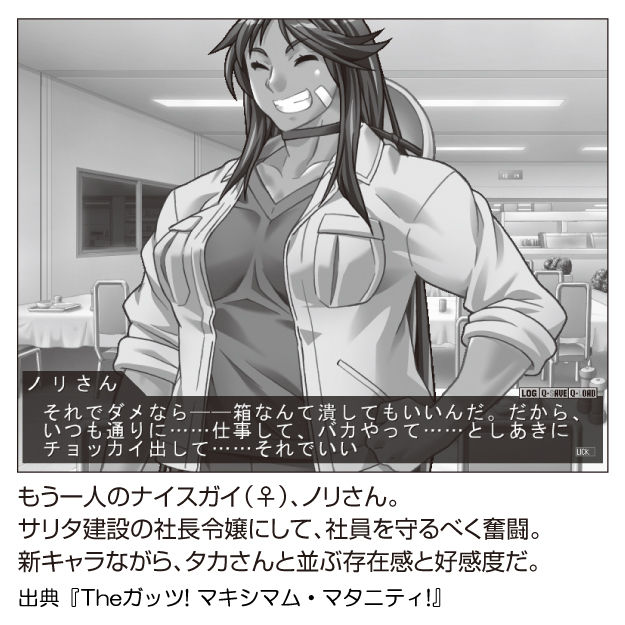 ノリさん
それでダメなら――箱なんて潰してもいいんだ。だから、
いつも通りに……仕事して、バカやって……としあきに
チョッカイ出して……それでいい
LOG Q-SAVE Q-LOAD
もう一人のナイスガイ(♀)、ノリさん。
サリタ建設の社長令嬢にして、社員を守るべく奮闘。
新キャラながら、タカさんと並ぶ存在感と好感度だ。
出典『Theガッツ! マキシマム・マタニティ!』